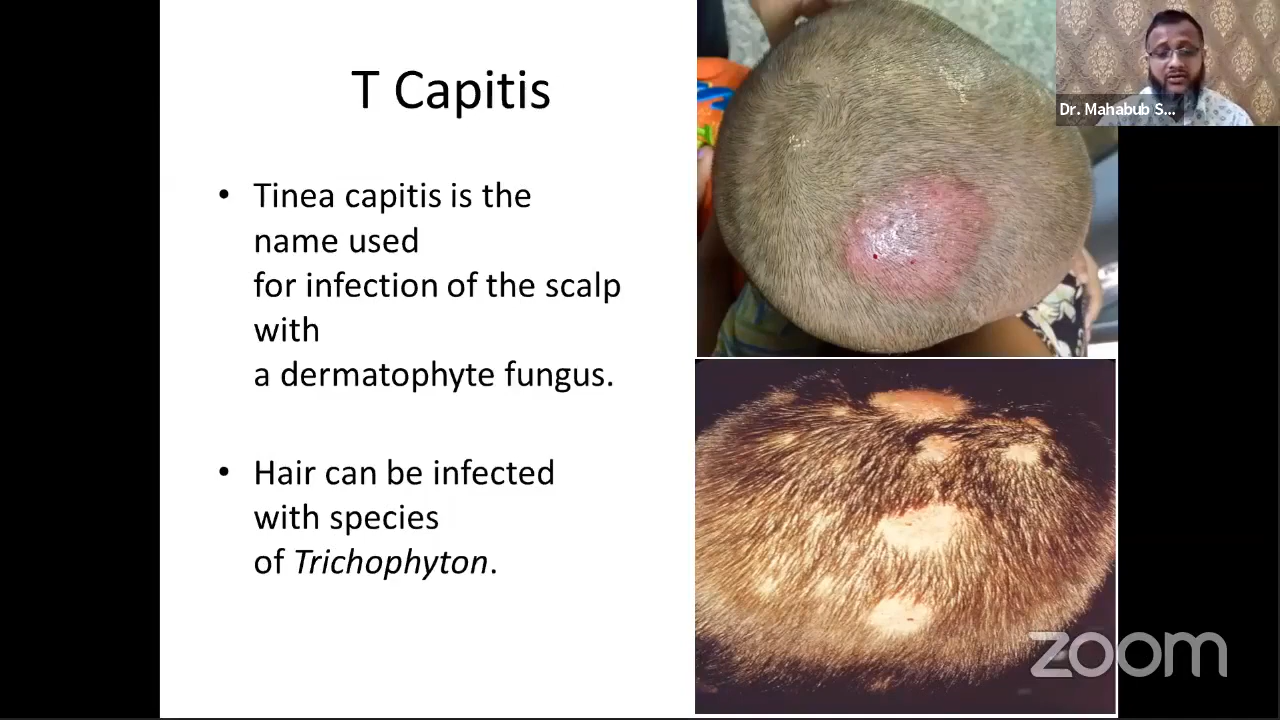 T Capitis
• Tinea capitis is the
name used
for infection of the scalp
with
a dermatophyte fungus.
• Hair can be infected
with species
of Trichophyton.
Dr. Mahabub S...
zoom